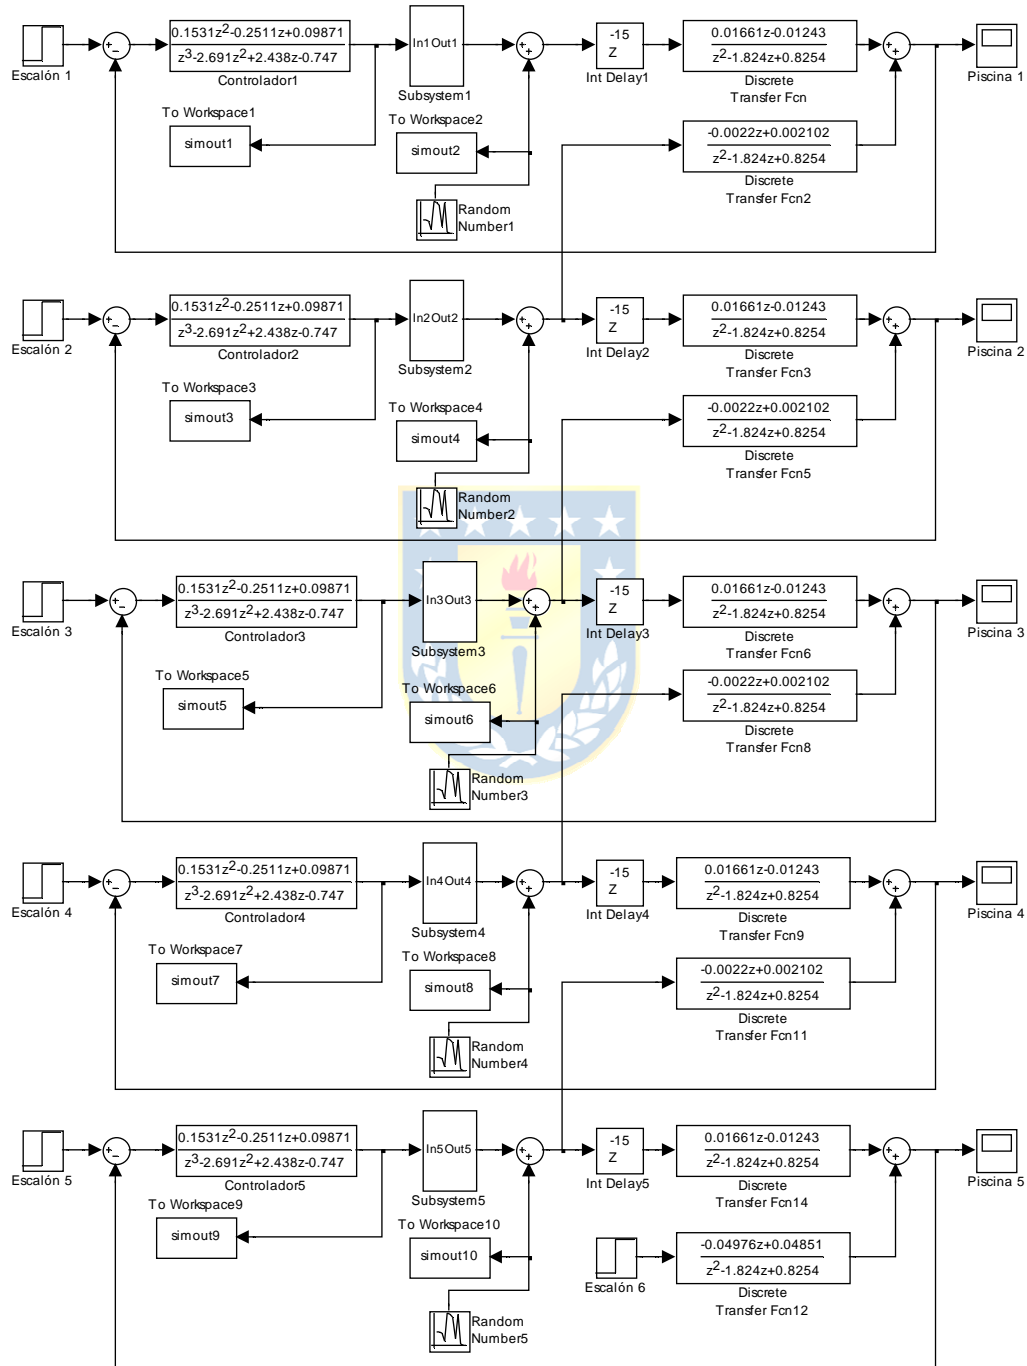 Escalón 1
+
−
0.1531z2-0.2511z+0.09871
z3-2.691z2+2.438z-0.747
Controlador1
In1Out1
Subsystem1
+
+
-15
Z
Int Delay1
0.01661z-0.01243
z2-1.824z+0.8254
Discrete
Transfer Fcn
+
+
Piscina 1
To Workspace1
simout1
To Workspace2
simout2
-0.0022z+0.002102
z2-1.824z+0.8254
Discrete
Transfer Fcn2
Random
Number1
Escalón 2
+
−
0.1531z2-0.2511z+0.09871
z3-2.691z2+2.438z-0.747
Controlador2
In2Out2
Subsystem2
+
+
-15
Z
Int Delay2
0.01661z-0.01243
z2-1.824z+0.8254
Discrete
Transfer Fcn3
+
+
Piscina 2
To Workspace3
simout3
To Workspace4
simout4
-0.0022z+0.002102
z2-1.824z+0.8254
Discrete
Transfer Fcn5
Random
Number2
Escalón 3
+
−
0.1531z2-0.2511z+0.09871
z3-2.691z2+2.438z-0.747
Controlador3
In3Out3
Subsystem3
+
+
-15
Z
Int Delay3
0.01661z-0.01243
z2-1.824z+0.8254
Discrete
Transfer Fcn6
+
+
Piscina 3
To Workspace5
simout5
To Workspace6
simout6
-0.0022z+0.002102
z2-1.824z+0.8254
Discrete
Transfer Fcn8
Random
Number3
Escalón 4
+
−
0.1531z2-0.2511z+0.09871
z3-2.691z2+2.438z-0.747
Controlador4
In4Out4
Subsystem4
+
+
-15
Z
Int Delay4
0.01661z-0.01243
z2-1.824z+0.8254
Discrete
Transfer Fcn9
+
+
Piscina 4
To Workspace7
simout7
To Workspace8
simout8
-0.0022z+0.002102
z2-1.824z+0.8254
Discrete
Transfer Fcn11
Random
Number4
Escalón 5
+
−
0.1531z2-0.2511z+0.09871
z3-2.691z2+2.438z-0.747
Controlador5
In5Out5
Subsystem5
+
+
-15
Z
Int Delay5
0.01661z-0.01243
z2-1.824z+0.8254
Discrete
Transfer Fcn14
+
+
Piscina 5
To Workspace9
simout9
To Workspace10
simout10
Escalón 6
-0.04976z+0.04851
z2-1.824z+0.8254
Discrete
Transfer Fcn12
Random
Number5